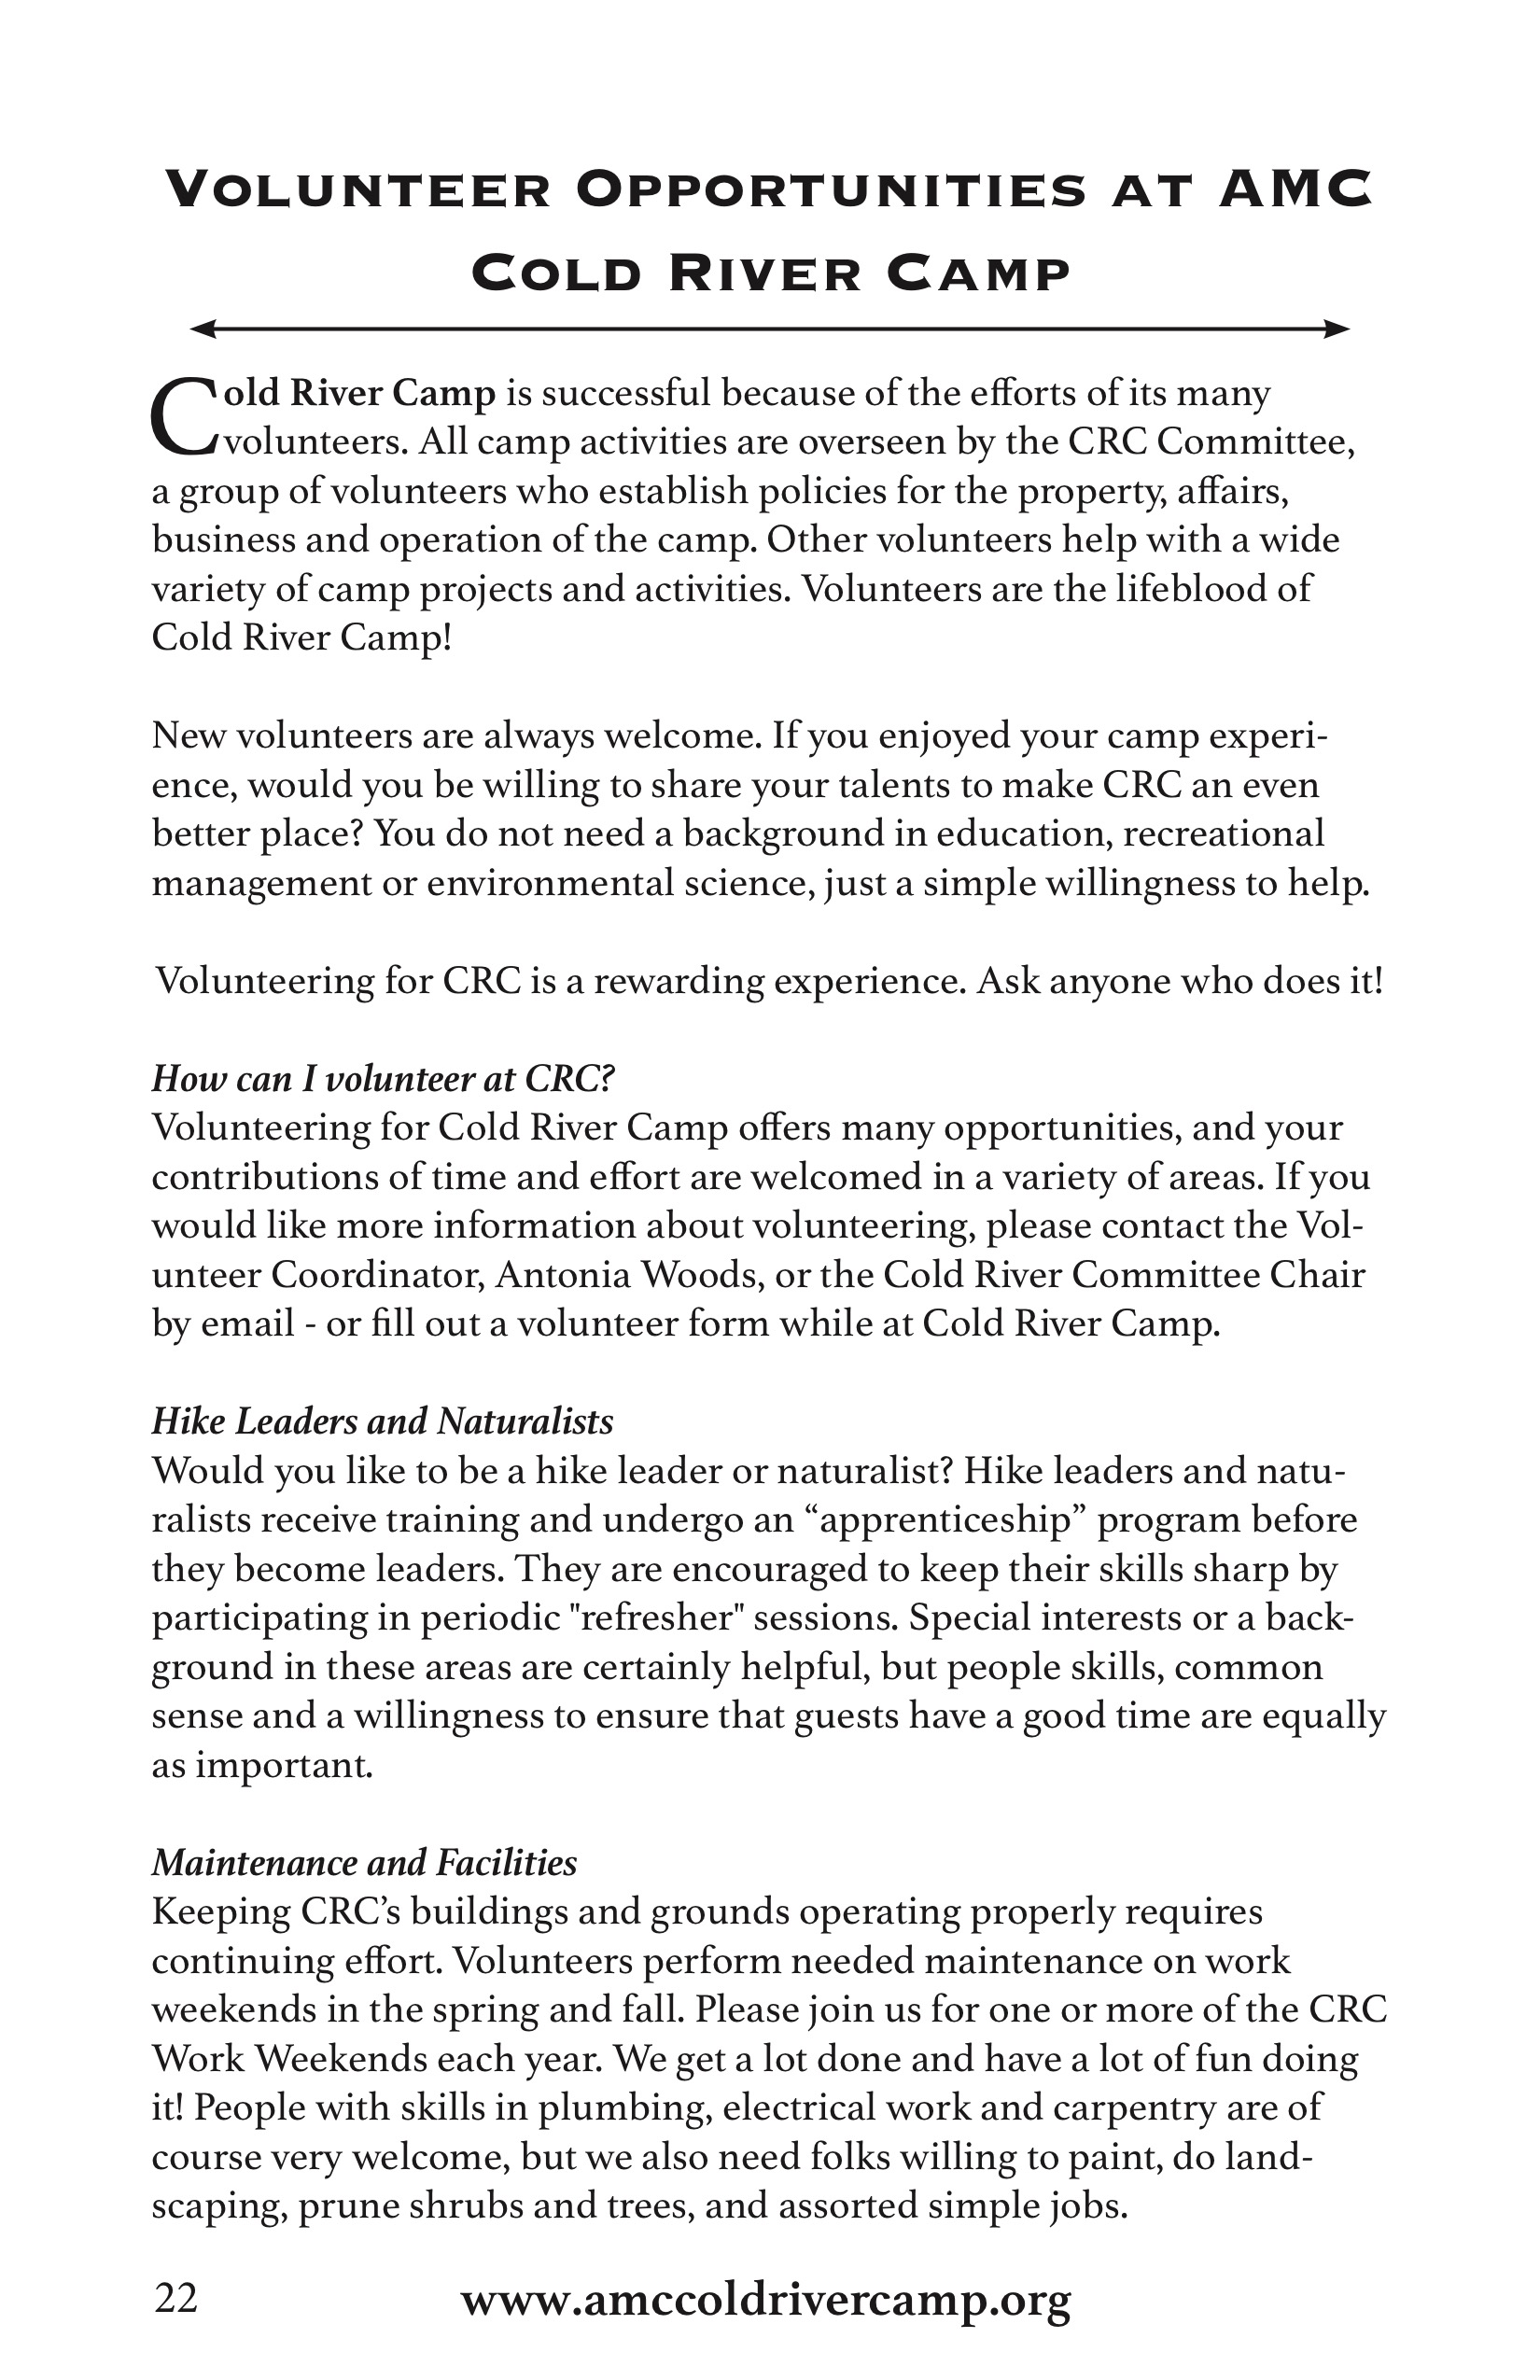 Volunteer Opportunities at AMC
Cold River Camp
Cold River Camp is successful because of the efforts of its many
volunteers. All camp activities are overseen by the CRC Committee,
a group of volunteers who establish policies for the property, affairs,
business and operation of the camp. Other volunteers help with a wide
variety of camp projects and activities. Volunteers are the lifeblood of
Cold River Camp!
New volunteers are always welcome. If you enjoyed your camp experi-
ence, would you be willing to share your talents to make CRC an even
better place? You do not need a background in education, recreational
management or environmental science, just a simple willingness to help.
Volunteering for CRC is a rewarding experience. Ask anyone who does it!
How can I volunteer at CRC?
Volunteering for Cold River Camp offers many opportunities, and your
contributions of time and effort are welcomed in a variety of areas. If you
would like more information about volunteering, please contact the Vol-
unteer Coordinator, Antonia Woods, or the Cold River Committee Chair
by email - or fill out a volunteer form while at Cold River Camp.
Hike Leaders and Naturalists
Would you like to be a hike leader or naturalist? Hike leaders and natu-
ralists receive training and undergo an “apprenticeship” program before
they become leaders. They are encouraged to keep their skills sharp by
participating in periodic "refresher" sessions. Special interests or a back-
ground in these areas are certainly helpful, but people skills, common
sense and a willingness to ensure that guests have a good time are equally
as important.
Maintenance and Facilities
Keeping CRC’s buildings and grounds operating properly requires
continuing effort. Volunteers perform needed maintenance on work
weekends in the spring and fall. Please join us for one or more of the CRC
Work Weekends each year. We get a lot done and have a lot of fun doing
it! People with skills in plumbing, electrical work and carpentry are of
course very welcome, but we also need folks willing to paint, do land-
scaping, prune shrubs and trees, and assorted simple jobs.
22 www.amccoldrivercamp.org